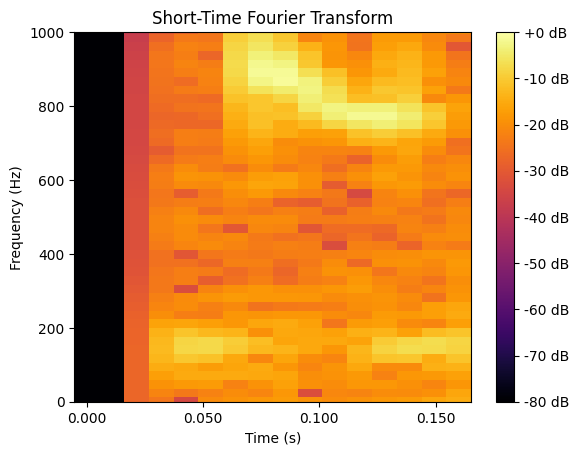 Short-Time Fourier Transform
1000
800
600
400
200
0
Frequency (Hz)
0.000
0.050
0.100
0.150
Time (s)
+0 dB
-10 dB
-20 dB
-30 dB
-40 dB
-50 dB
-60 dB
-70 dB
-80 dB